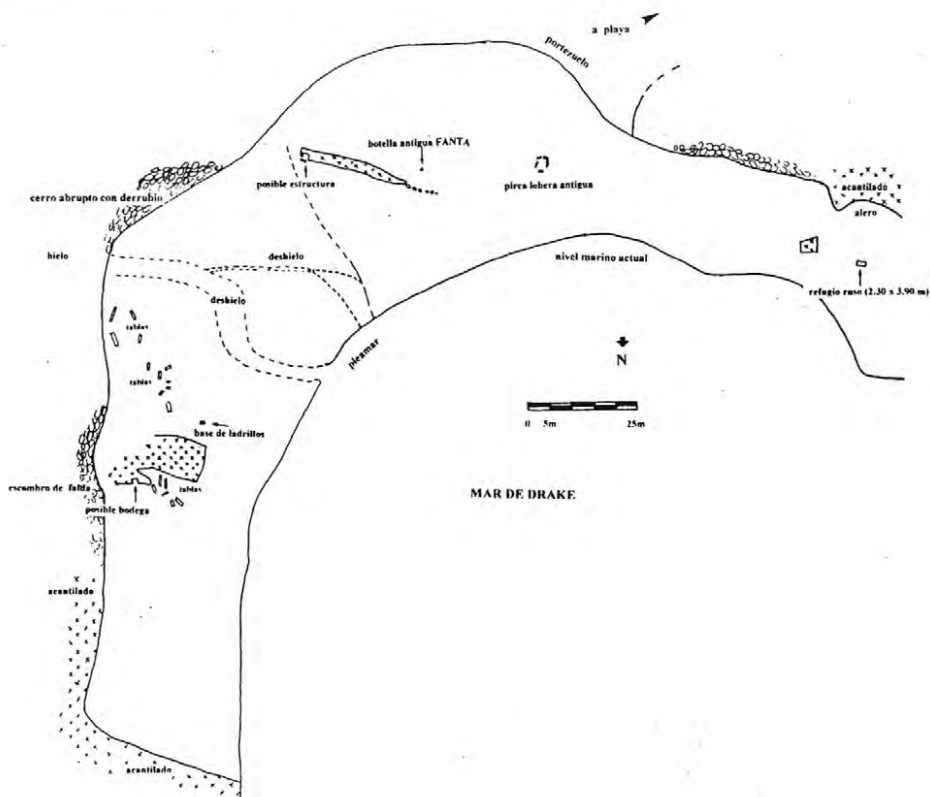 a playa
portezuelo
botella antigua FANTA
posible estructura
pirca lobera antigua
cerro abrupto con derrubio
acantilado
alero
hielo
deshielo
nivel marino actual
refugio ruso (2.30 x 3.90 m)
deshielo
tablas
pleamar
N
tablas
0 5m 25m
base de ladrillos
MAR DE DRAKE
escombro de falda
tablas
posible bodega
acantilado
acantilado